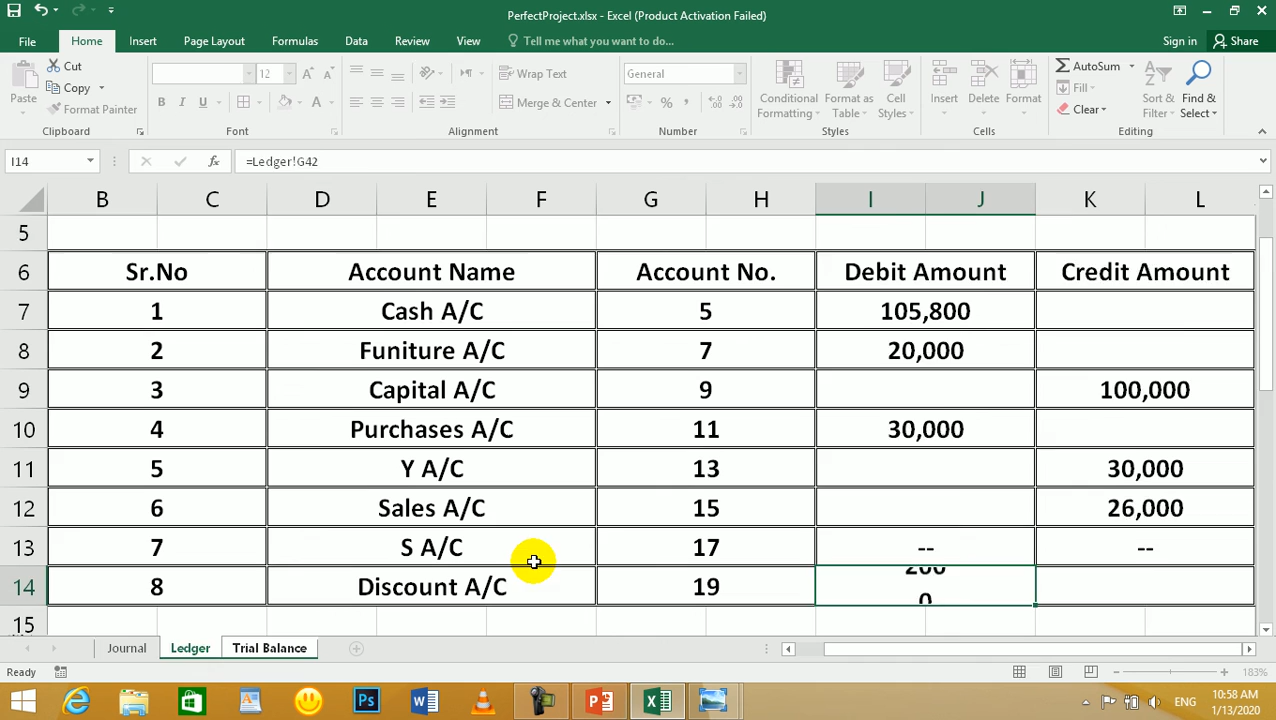 PerfectProject.xlsx - Excel (Product Activation Failed)
File Home Insert Page Layout Formulas Data Review View Tell me what you want to do... Sign in Share
Paste
Cut
Copy
Format Painter
12
Wrap Text
Merge & Center
General
Conditional Formatting
Format as Table
Cell Styles
Insert
Delete
Format
AutoSum
Fill
Clear
Sort & Filter
Find & Select
Clipboard Font Alignment Number Styles Cells Editing
I14 fx =Ledger!G42
B C D E F G H I J K L
5
6 Sr.No Account Name Account No. Debit Amount Credit Amount
7 1 Cash A/C 5 105,800
8 2 Funiture A/C 7 20,000
9 3 Capital A/C 9 100,000
10 4 Purchases A/C 11 30,000
11 5 Y A/C 13 30,000
12 6 Sales A/C 15 26,000
13 7 S A/C 17 -- --
14 8 Discount A/C 19 200
0
15
Journal Ledger Trial Balance
Ready 183%
Ps ENG 10:58 AM
1/13/2020